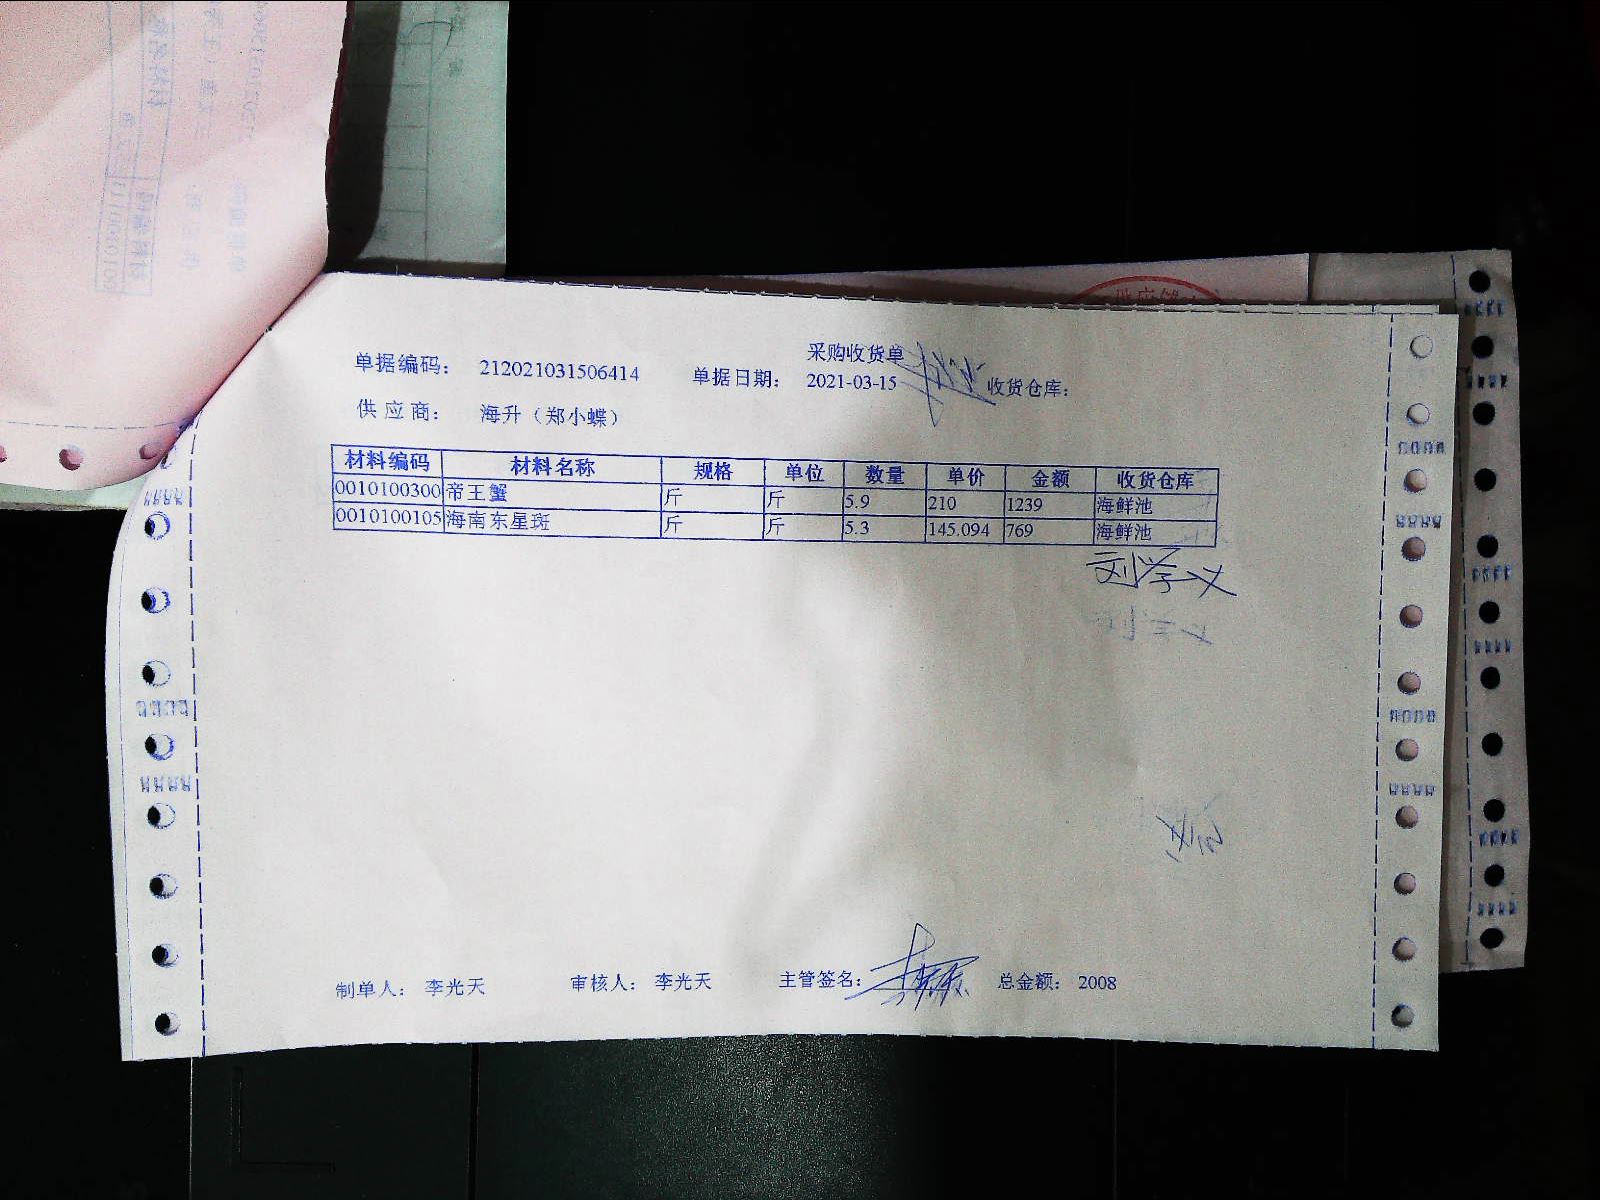 采购收货单
单据编码： 212021031506414 单据日期： 2021-03-15 收货仓库：
供应商： 海升（郑小蝶）
材料编码 材料名称 规格 单位 数量 单价 金额 收货仓库
0010100300 帝王蟹 斤 斤 5.9 210 1239 海鲜池
0010100105 海南东星斑 斤 斤 5.3 145.094 769 海鲜池
刘学义
制单人： 李光天 审核人： 李光天 主管签名： 总金额： 2008